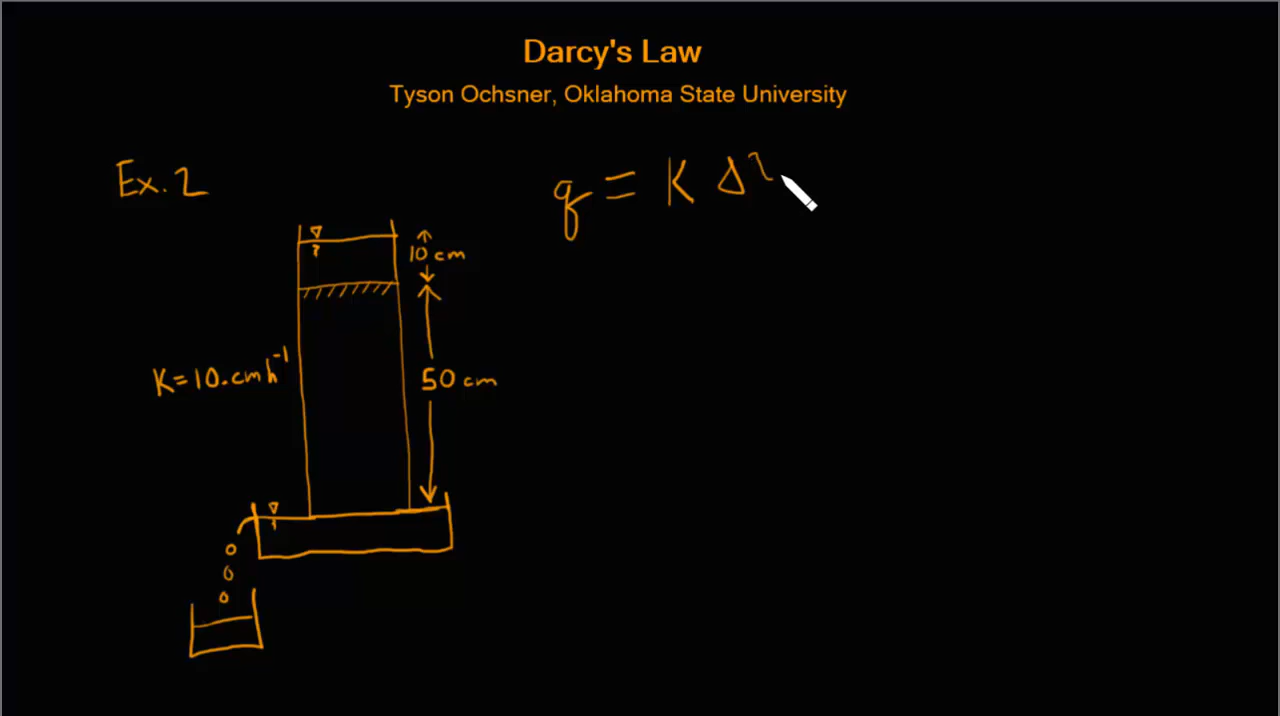 Darcy's Law
Tyson Ochsner, Oklahoma State University
Ex. 2
q = K Δ
10 cm
K = 10. cm h⁻¹
50 cm